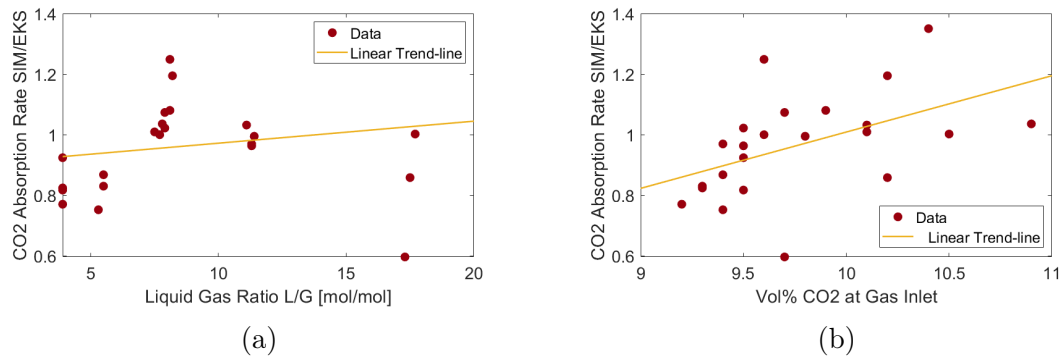 CO2 Absorption Rate SIM/EKS
1.4
1.2
1
0.8
0.6
5
10
15
20
Liquid Gas Ratio L/G [mol/mol]
Data
Linear Trend-line
(a)
CO2 Absorption Rate SIM/EKS
1.4
1.2
1
0.8
0.6
9
9.5
10
10.5
11
Vol% CO2 at Gas Inlet
Data
Linear Trend-line
(b)